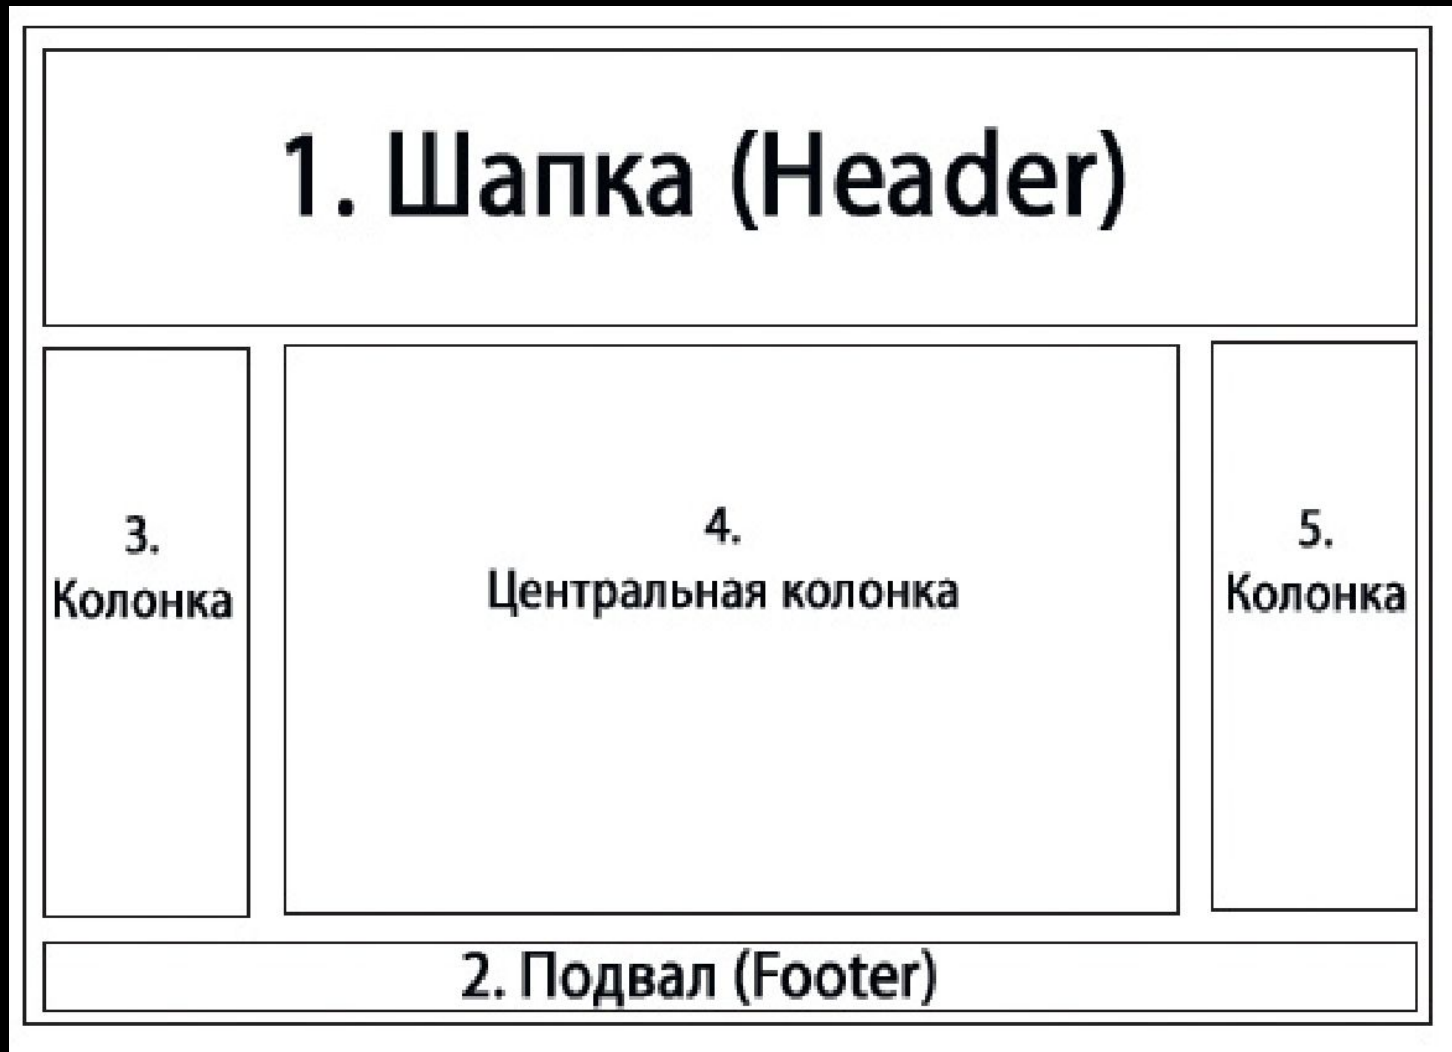 1. Шапка (Header)
3.
Колонка
4.
Центральная колонка
5.
Колонка
2. Подвал (Footer)